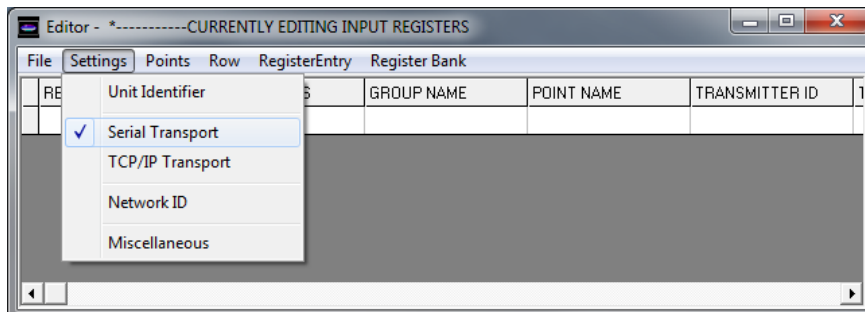 Editor - *-----------CURRENTLY EDITING INPUT REGISTERS
File Settings Points Row RegisterEntry Register Bank
RE S GROUP NAME POINT NAME TRANSMITTER ID
Unit Identifier
Serial Transport
TCP/IP Transport
Network ID
Miscellaneous